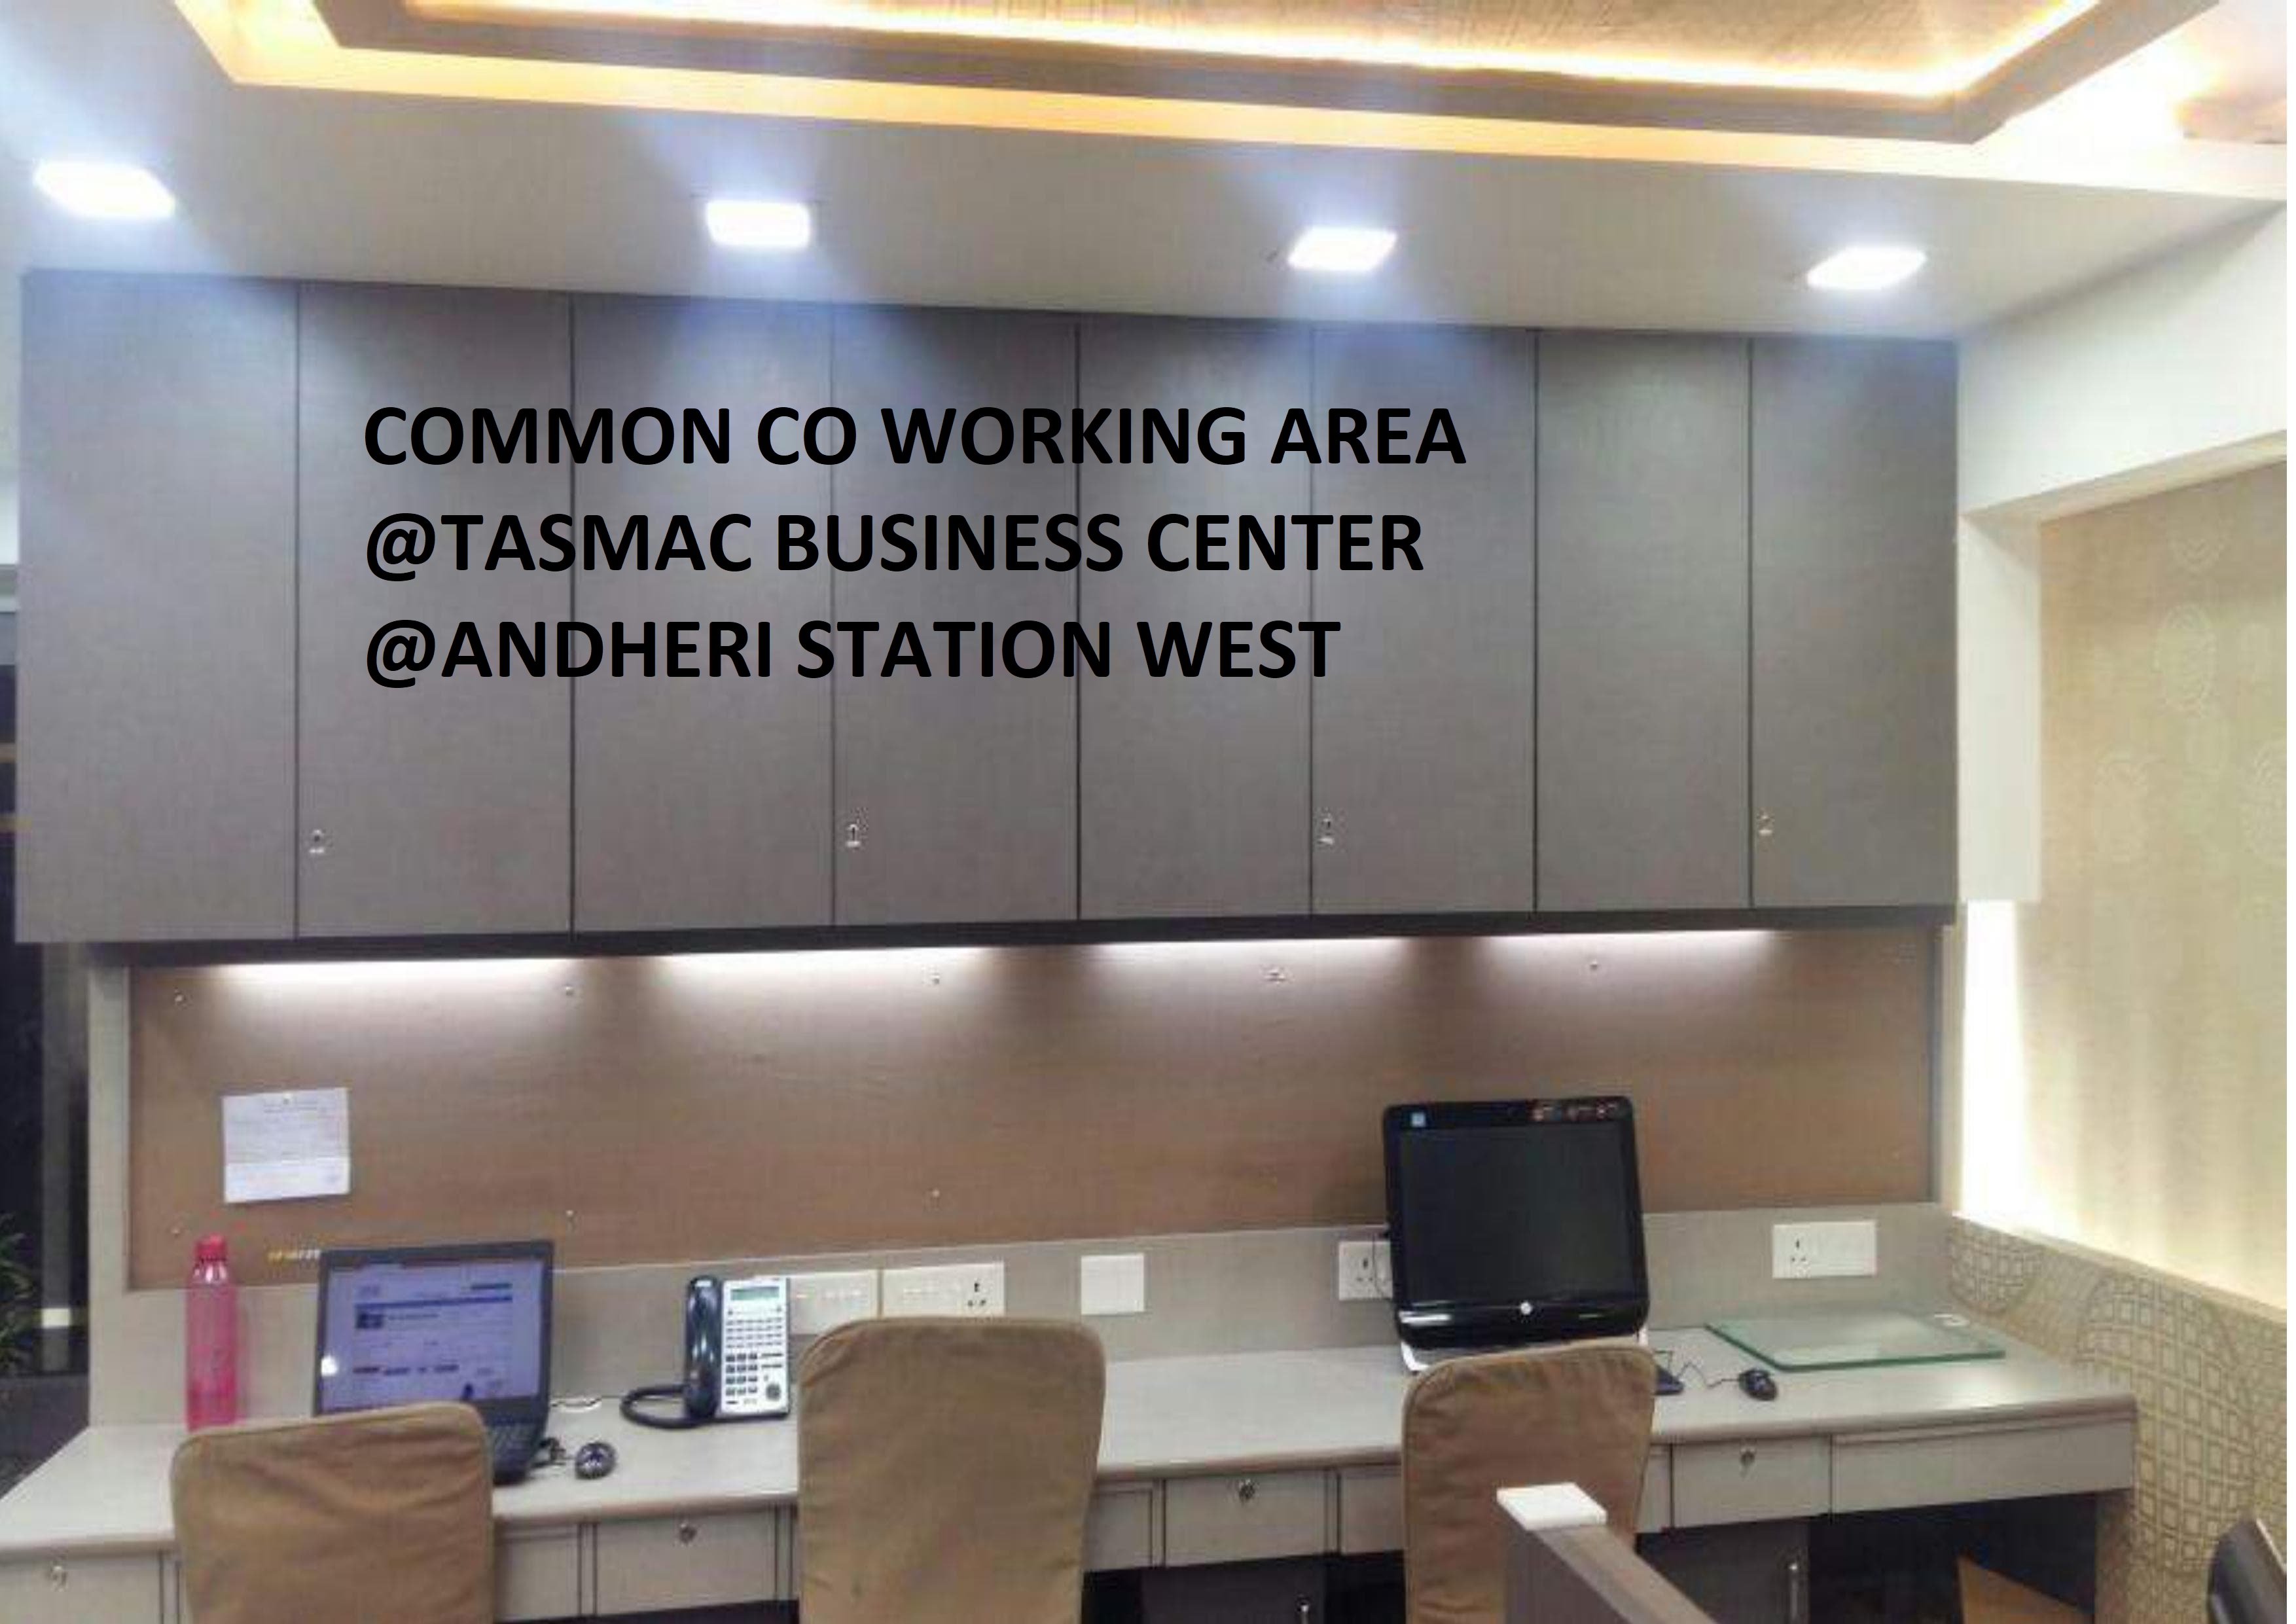 COMMON CO WORKING AREA
@TASMAC BUSINESS CENTER
@ANDHERI STATION WEST